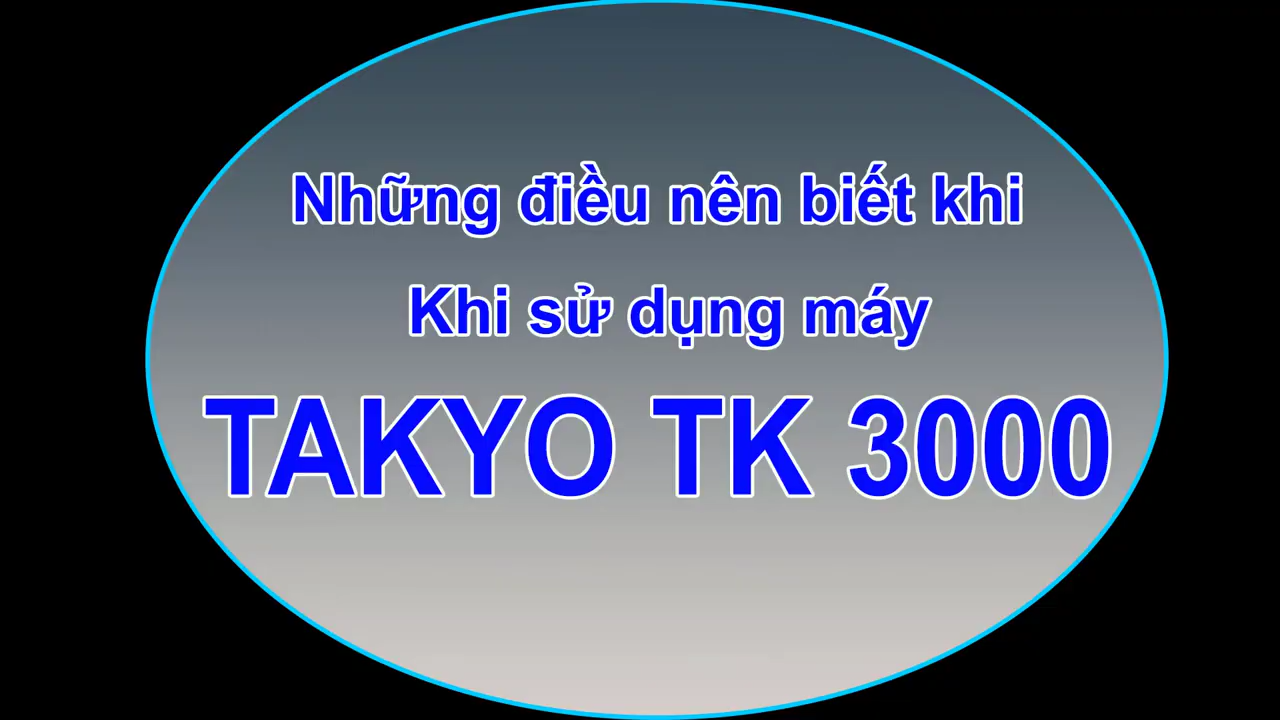 Những điều nên biết khi
Khi sử dụng máy
TAKYO TK 3000